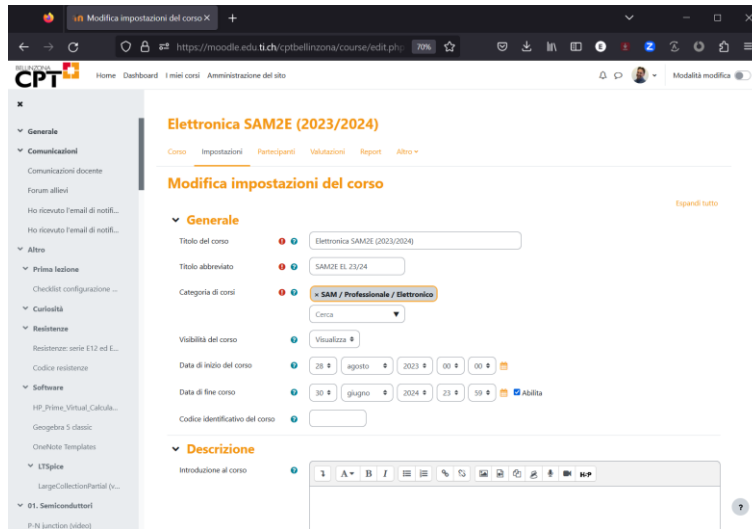 Modifica impostazioni del corso
https://moodle.edu.ti.ch/cptbellinzona/course/edit.php
70%
BELLINZONA
CPT
Home Dashboard I miei corsi Amministrazione del sito
Modalità modifica
Generale
Comunicazioni
Comunicazioni docente
Forum allievi
Ho ricevuto l'email di notifi...
Ho ricevuto l'email di notifi...
Altro
Prima lezione
Checklist configurazione ...
Curiosità
Resistenze
Resistenze: serie E12 ed E...
Codice resistenze
Software
HP_Prime_Virtual_Calcula...
Geogebra 5 classic
OneNote Templates
LTSpice
LargeCollectionPartial (v...
01. Semiconduttori
P-N junction (video)
Elettronica SAM2E (2023/2024)
Corso Impostazioni Partecipanti Valutazioni Report Altro
Modifica impostazioni del corso
Espandi tutto
Generale
Titolo del corso Elettronica SAM2E (2023/2024)
Titolo abbreviato SAM2E EL 23/24
Categoria di corsi × SAM / Professionale / Elettronico
Cerca
Visibilità del corso Visualizza
Data di inizio del corso 28 agosto 2023 00 00
Data di fine corso 30 giugno 2024 23 59 Abilita
Codice identificativo del corso
Descrizione
Introduzione al corso
A B I
H-P
?